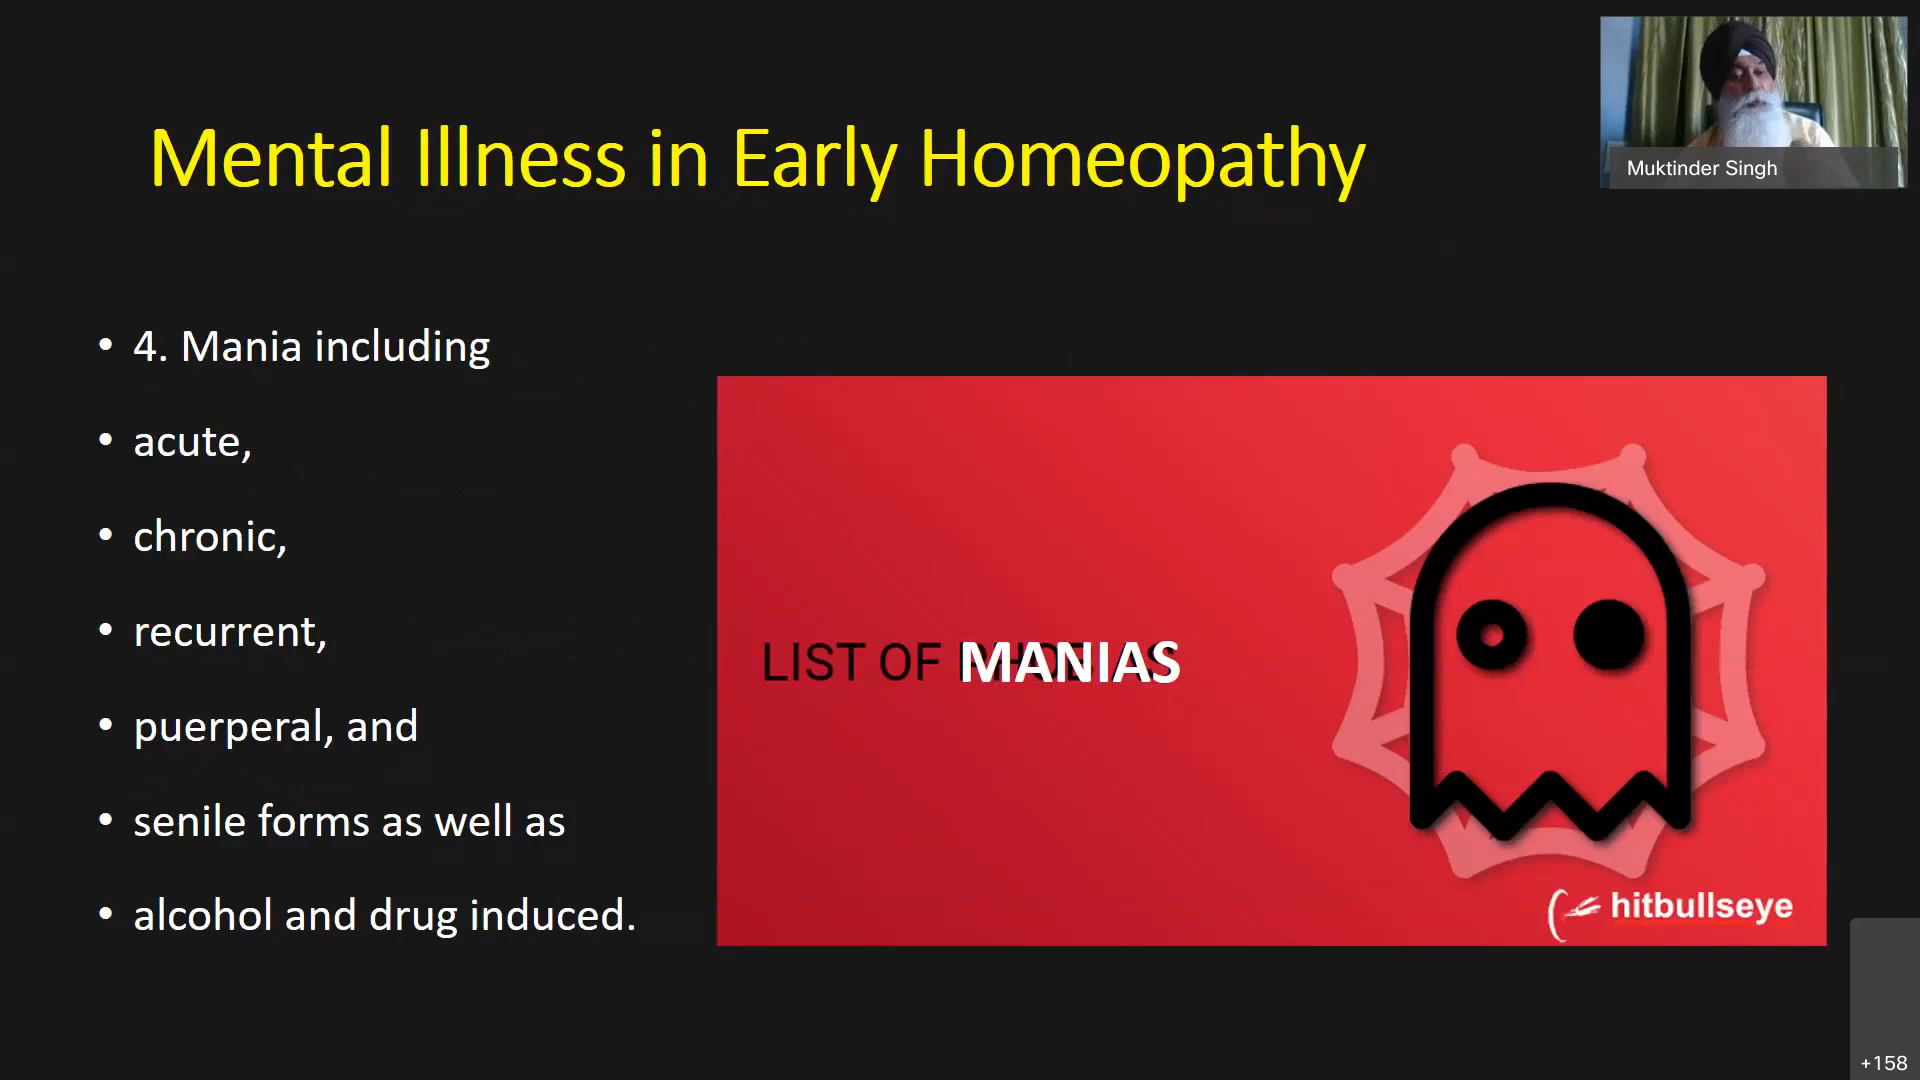 Mental Illness in Early Homeopathy
Muktinder Singh
• 4. Mania including
• acute,
• chronic,
• recurrent,
• puerperal, and
• senile forms as well as
• alcohol and drug induced.
LIST OF MANIAS
hitbullseye
+158